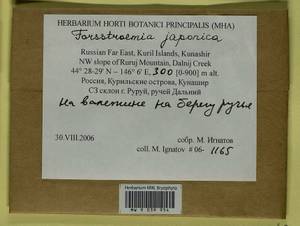 HERBARIUM HORTI BOTANICI PRINCIPALIS (MHA)
Forsstroemia japonica
Russian Far East, Kuril Islands, Kunashir
NW slope of Ruruj Mountain, Dalnij Creek
44° 28-29' N – 146° 6' E, 300 [0-900] m alt.
Россия, Курильские острова, Кунашир
СЗ склон г. Руруй, ручей Дальний
На валежине на берегу ручья
30.VIII.2006
собр. М. Игнатов
coll. M. Ignatov # 06- 1165
Herbarium MW, Bryophyta